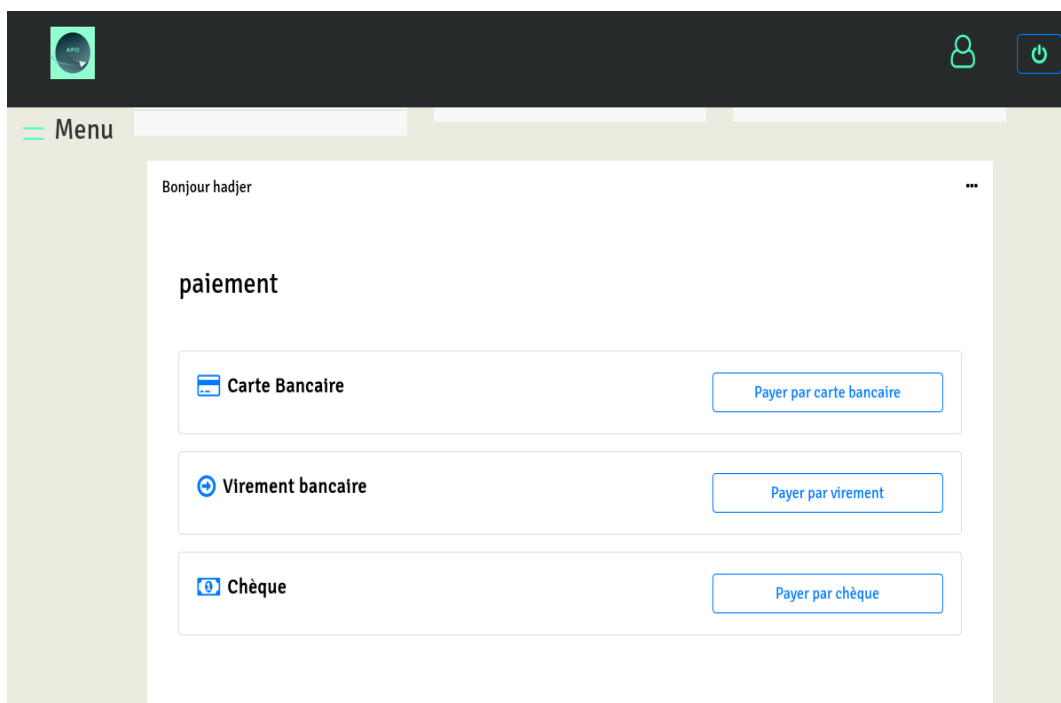 APO
Menu
Bonjour hadjer
paiement
Carte Bancaire
Payer par carte bancaire
Virement bancaire
Payer par virement
Chèque
Payer par chèque